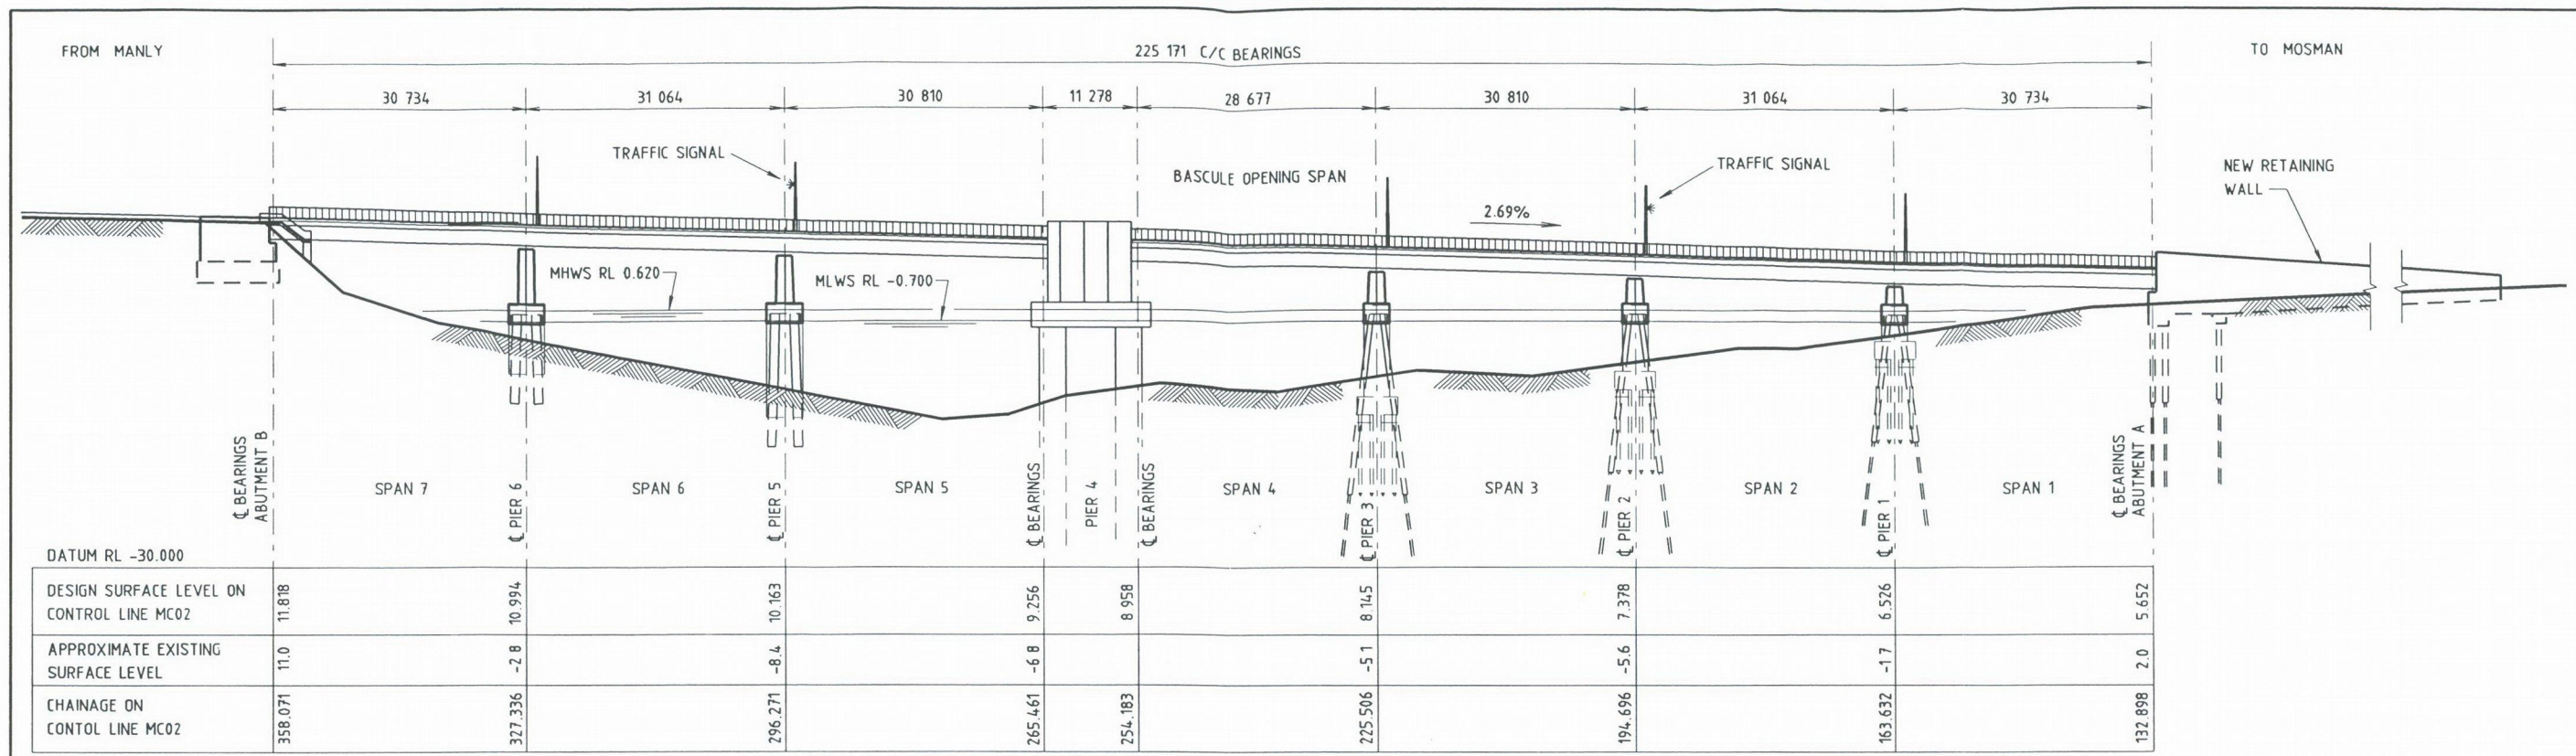 FROM MANLY
225 171 C/C BEARINGS
TO MOSMAN
30 734
31 064
30 810
11 278
28 677
30 810
31 064
30 734
TRAFFIC SIGNAL
BASCULE OPENING SPAN
TRAFFIC SIGNAL
NEW RETAINING
WALL
2.69%
MHWS RL 0.620
MLWS RL -0.700
℄ BEARINGS
ABUTMENT B
SPAN 7
℄ PIER 6
SPAN 6
℄ PIER 5
SPAN 5
℄ BEARINGS
PIER 4
℄ BEARINGS
SPAN 4
℄ PIER 3
SPAN 3
℄ PIER 2
SPAN 2
℄ PIER 1
SPAN 1
℄ BEARINGS
ABUTMENT A
DATUM RL -30.000
DESIGN SURFACE LEVEL ON
CONTROL LINE MC02
11.818
10.994
10.163
9.256
8 958
8 145
7.378
6.526
5.652
APPROXIMATE EXISTING
SURFACE LEVEL
11.0
-2 8
-8.4
-6 8
-5 1
-5.6
-1 7
2.0
CHAINAGE ON
CONTOL LINE MC02
358.071
327.336
296.271
265.461
254.183
225.506
194.696
163.632
132 898